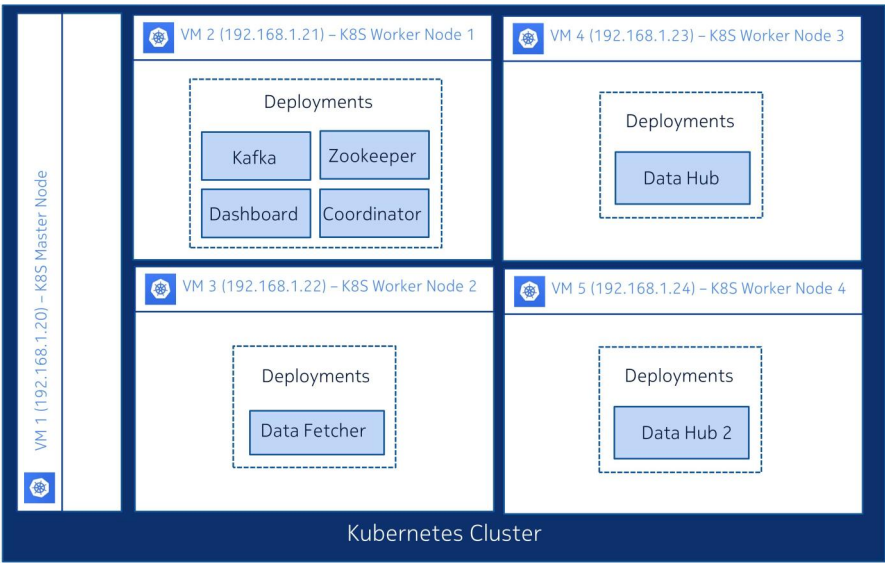 VM 1 (192.168.1.20) – K8S Master Node
VM 2 (192.168.1.21) – K8S Worker Node 1
Deployments
Kafka
Zookeeper
Dashboard
Coordinator
VM 4 (192.168.1.23) – K8S Worker Node 3
Deployments
Data Hub
VM 3 (192.168.1.22) – K8S Worker Node 2
Deployments
Data Fetcher
VM 5 (192.168.1.24) – K8S Worker Node 4
Deployments
Data Hub 2
Kubernetes Cluster